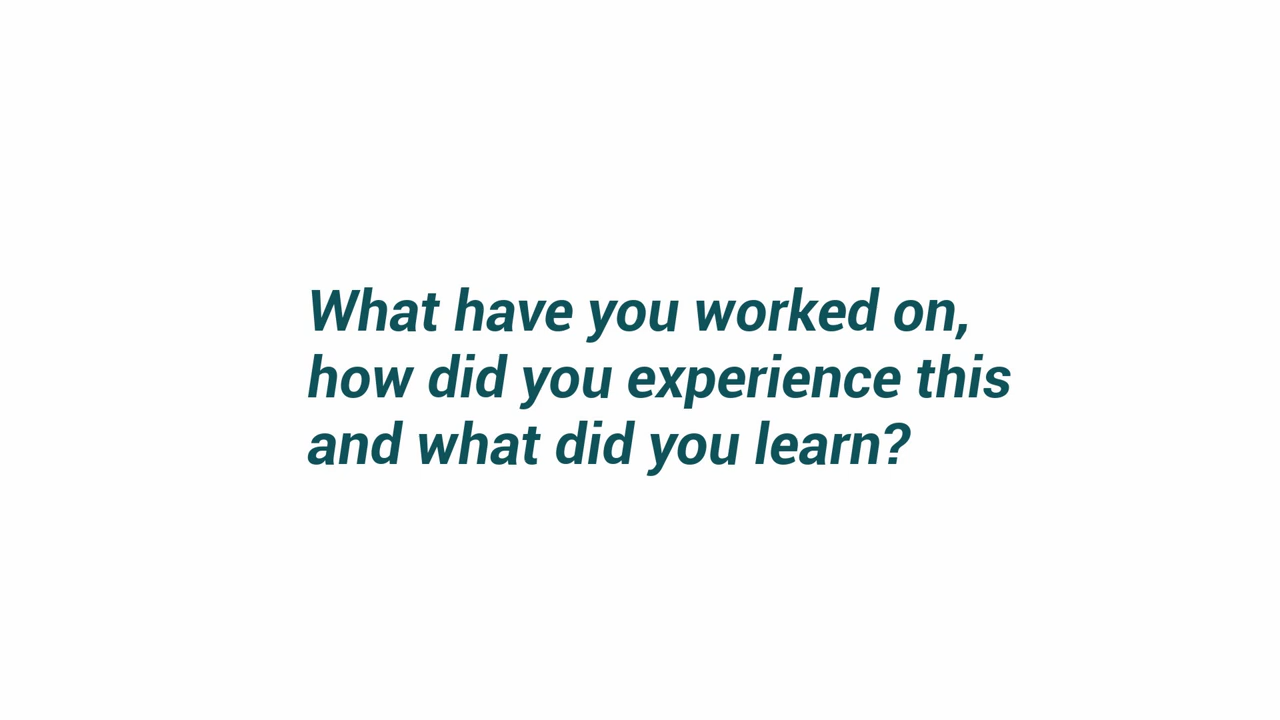 What have you worked on,
how did you experience this
and what did you learn?